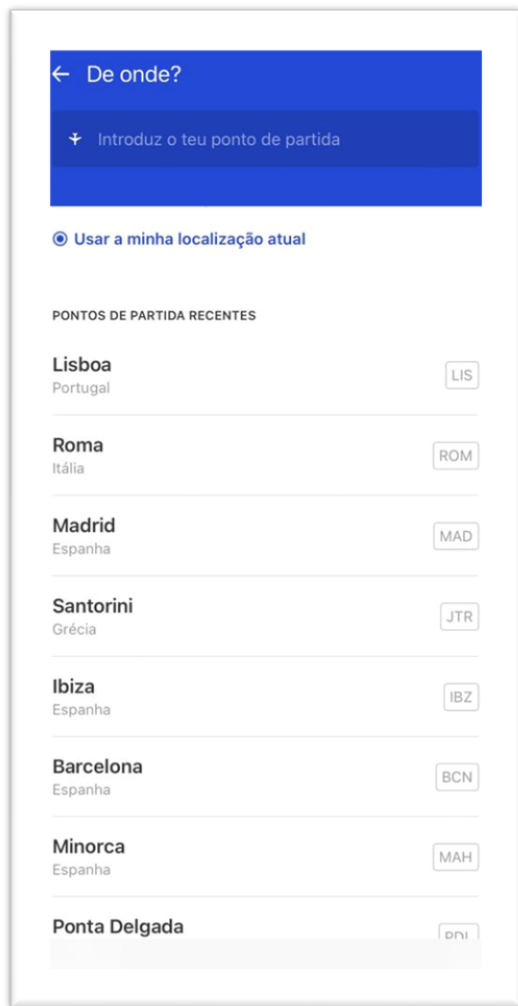 De onde?
Introduz o teu ponto de partida
Usar a minha localização atual
PONTOS DE PARTIDA RECENTES
Lisboa
LIS
Portugal
Roma
ROM
Itália
Madrid
MAD
Espanha
Santorini
JTR
Grécia
Ibiza
IBZ
Espanha
Barcelona
BCN
Espanha
Minorca
MAH
Espanha
Ponta Delgada
PDL